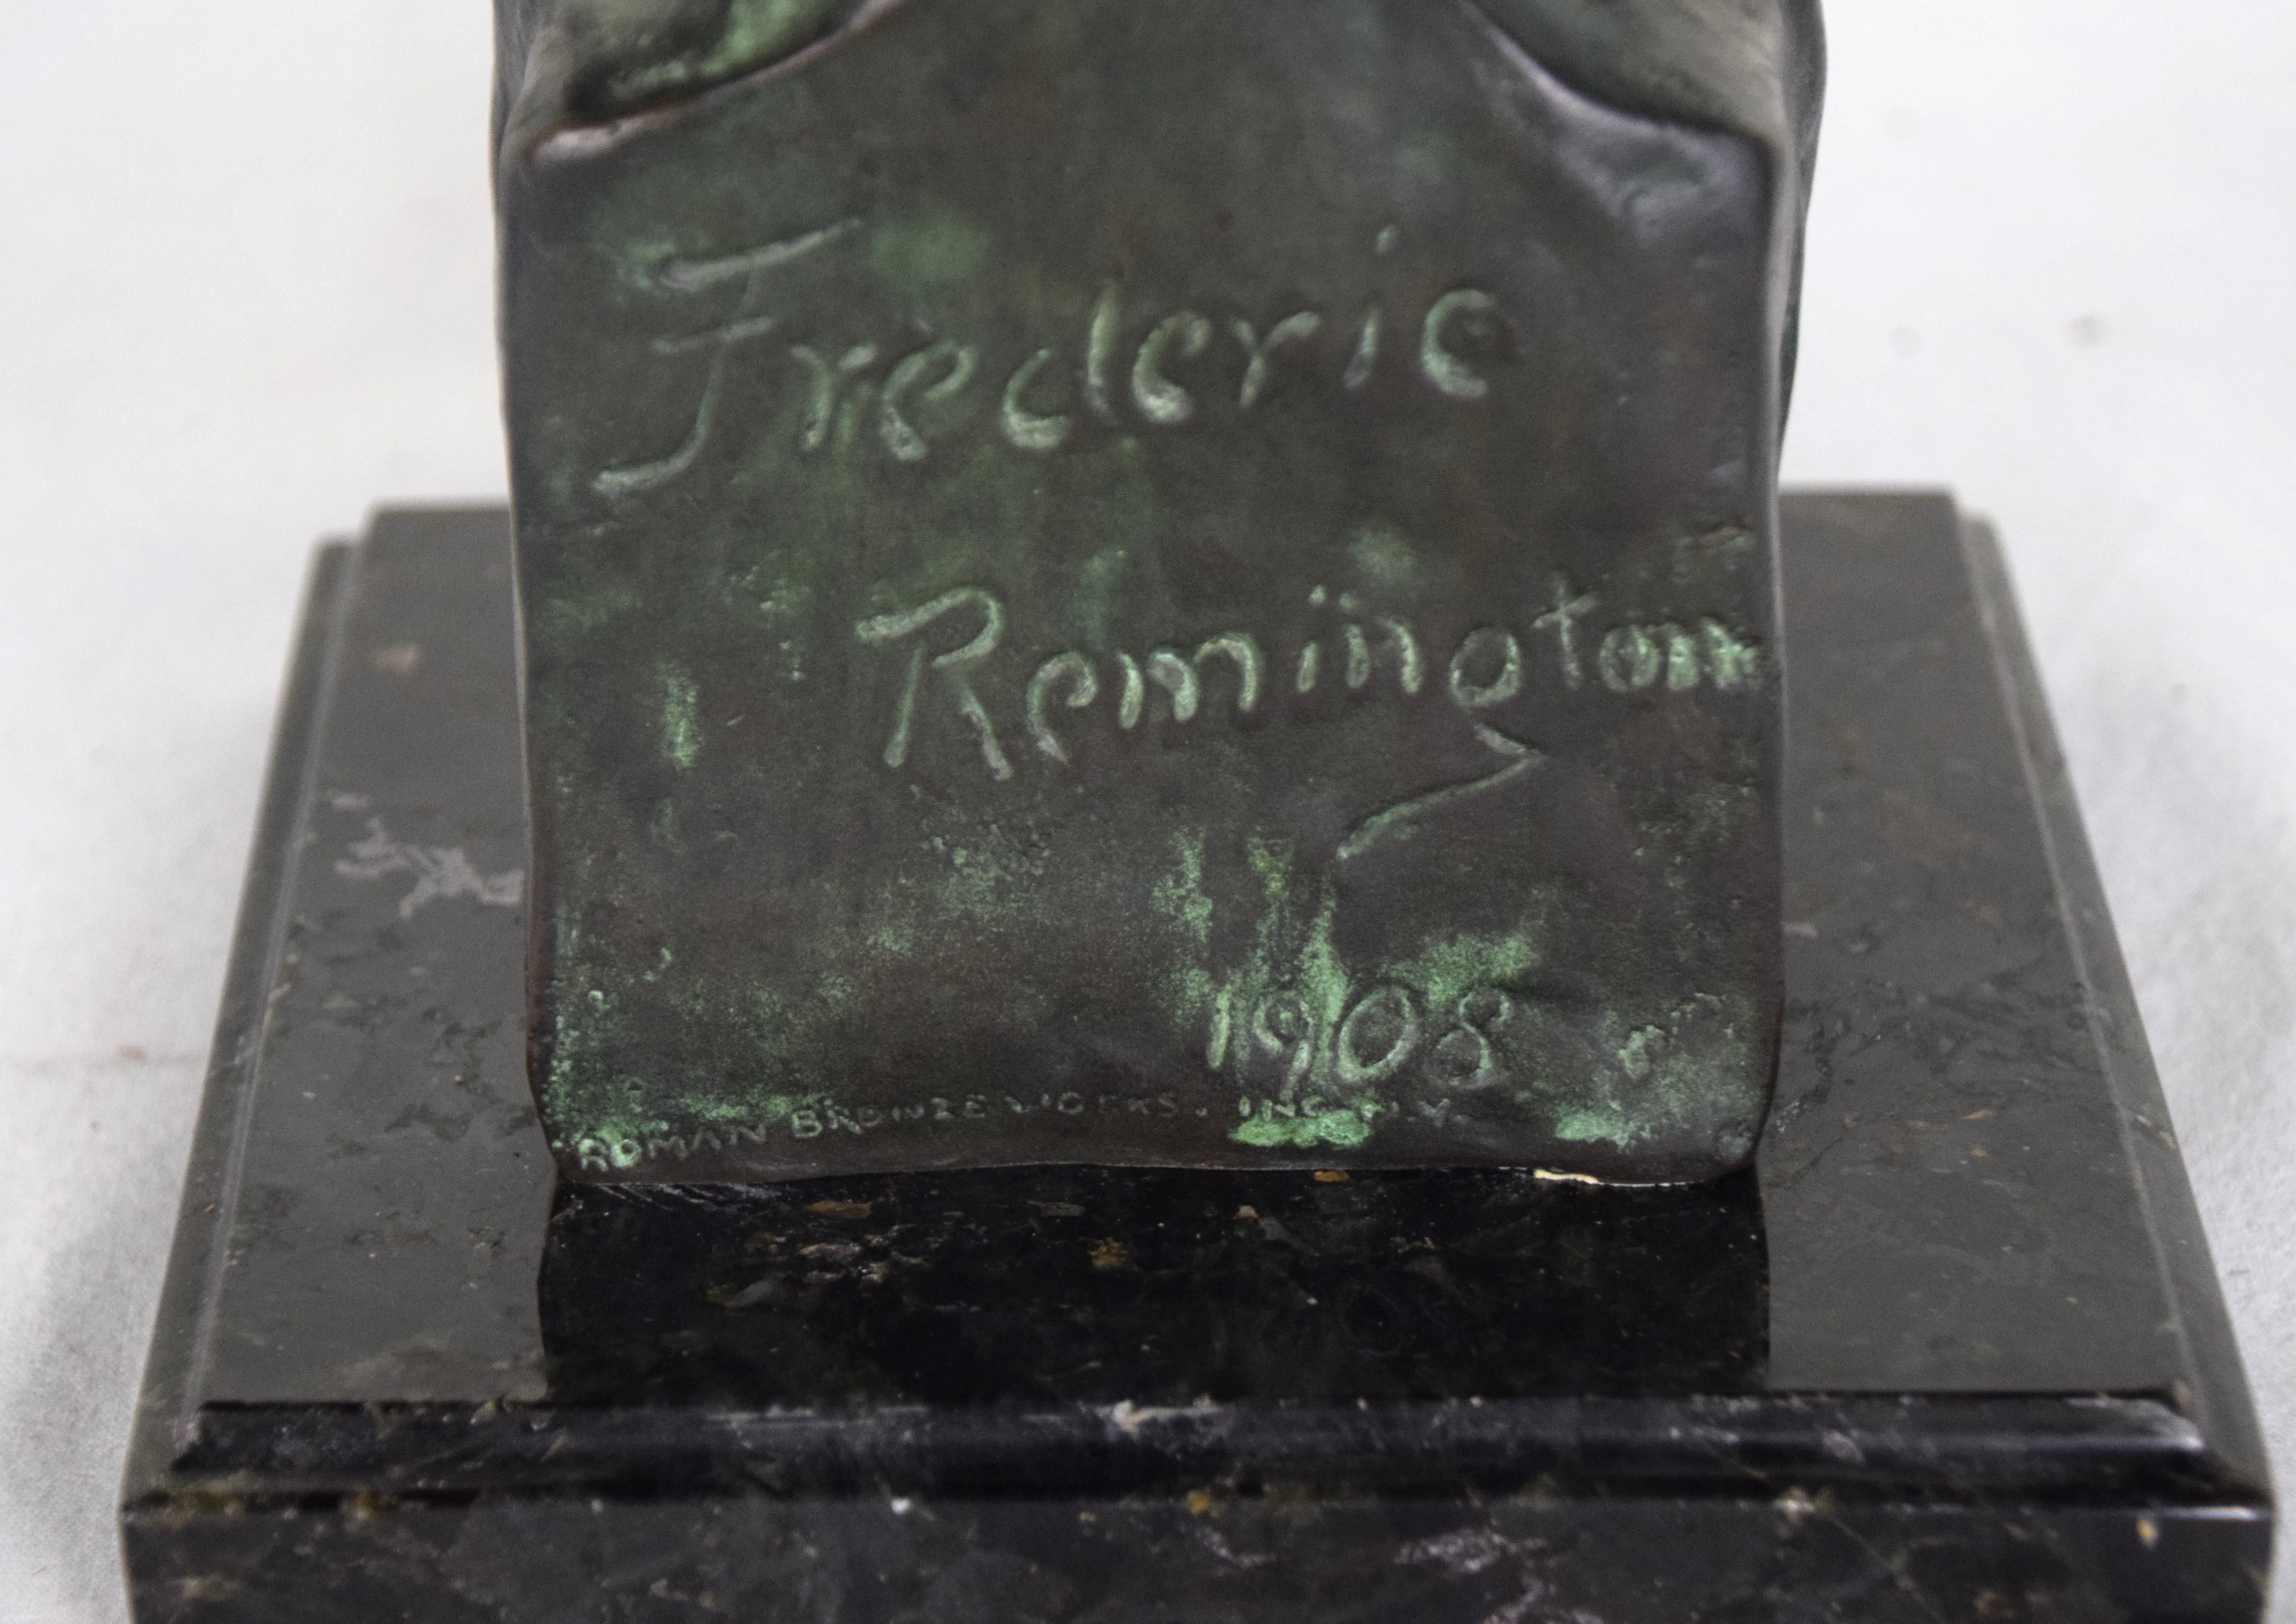 Frederic
Remington
1908
ROMAN BRONZE WORKS. INC. N.Y.